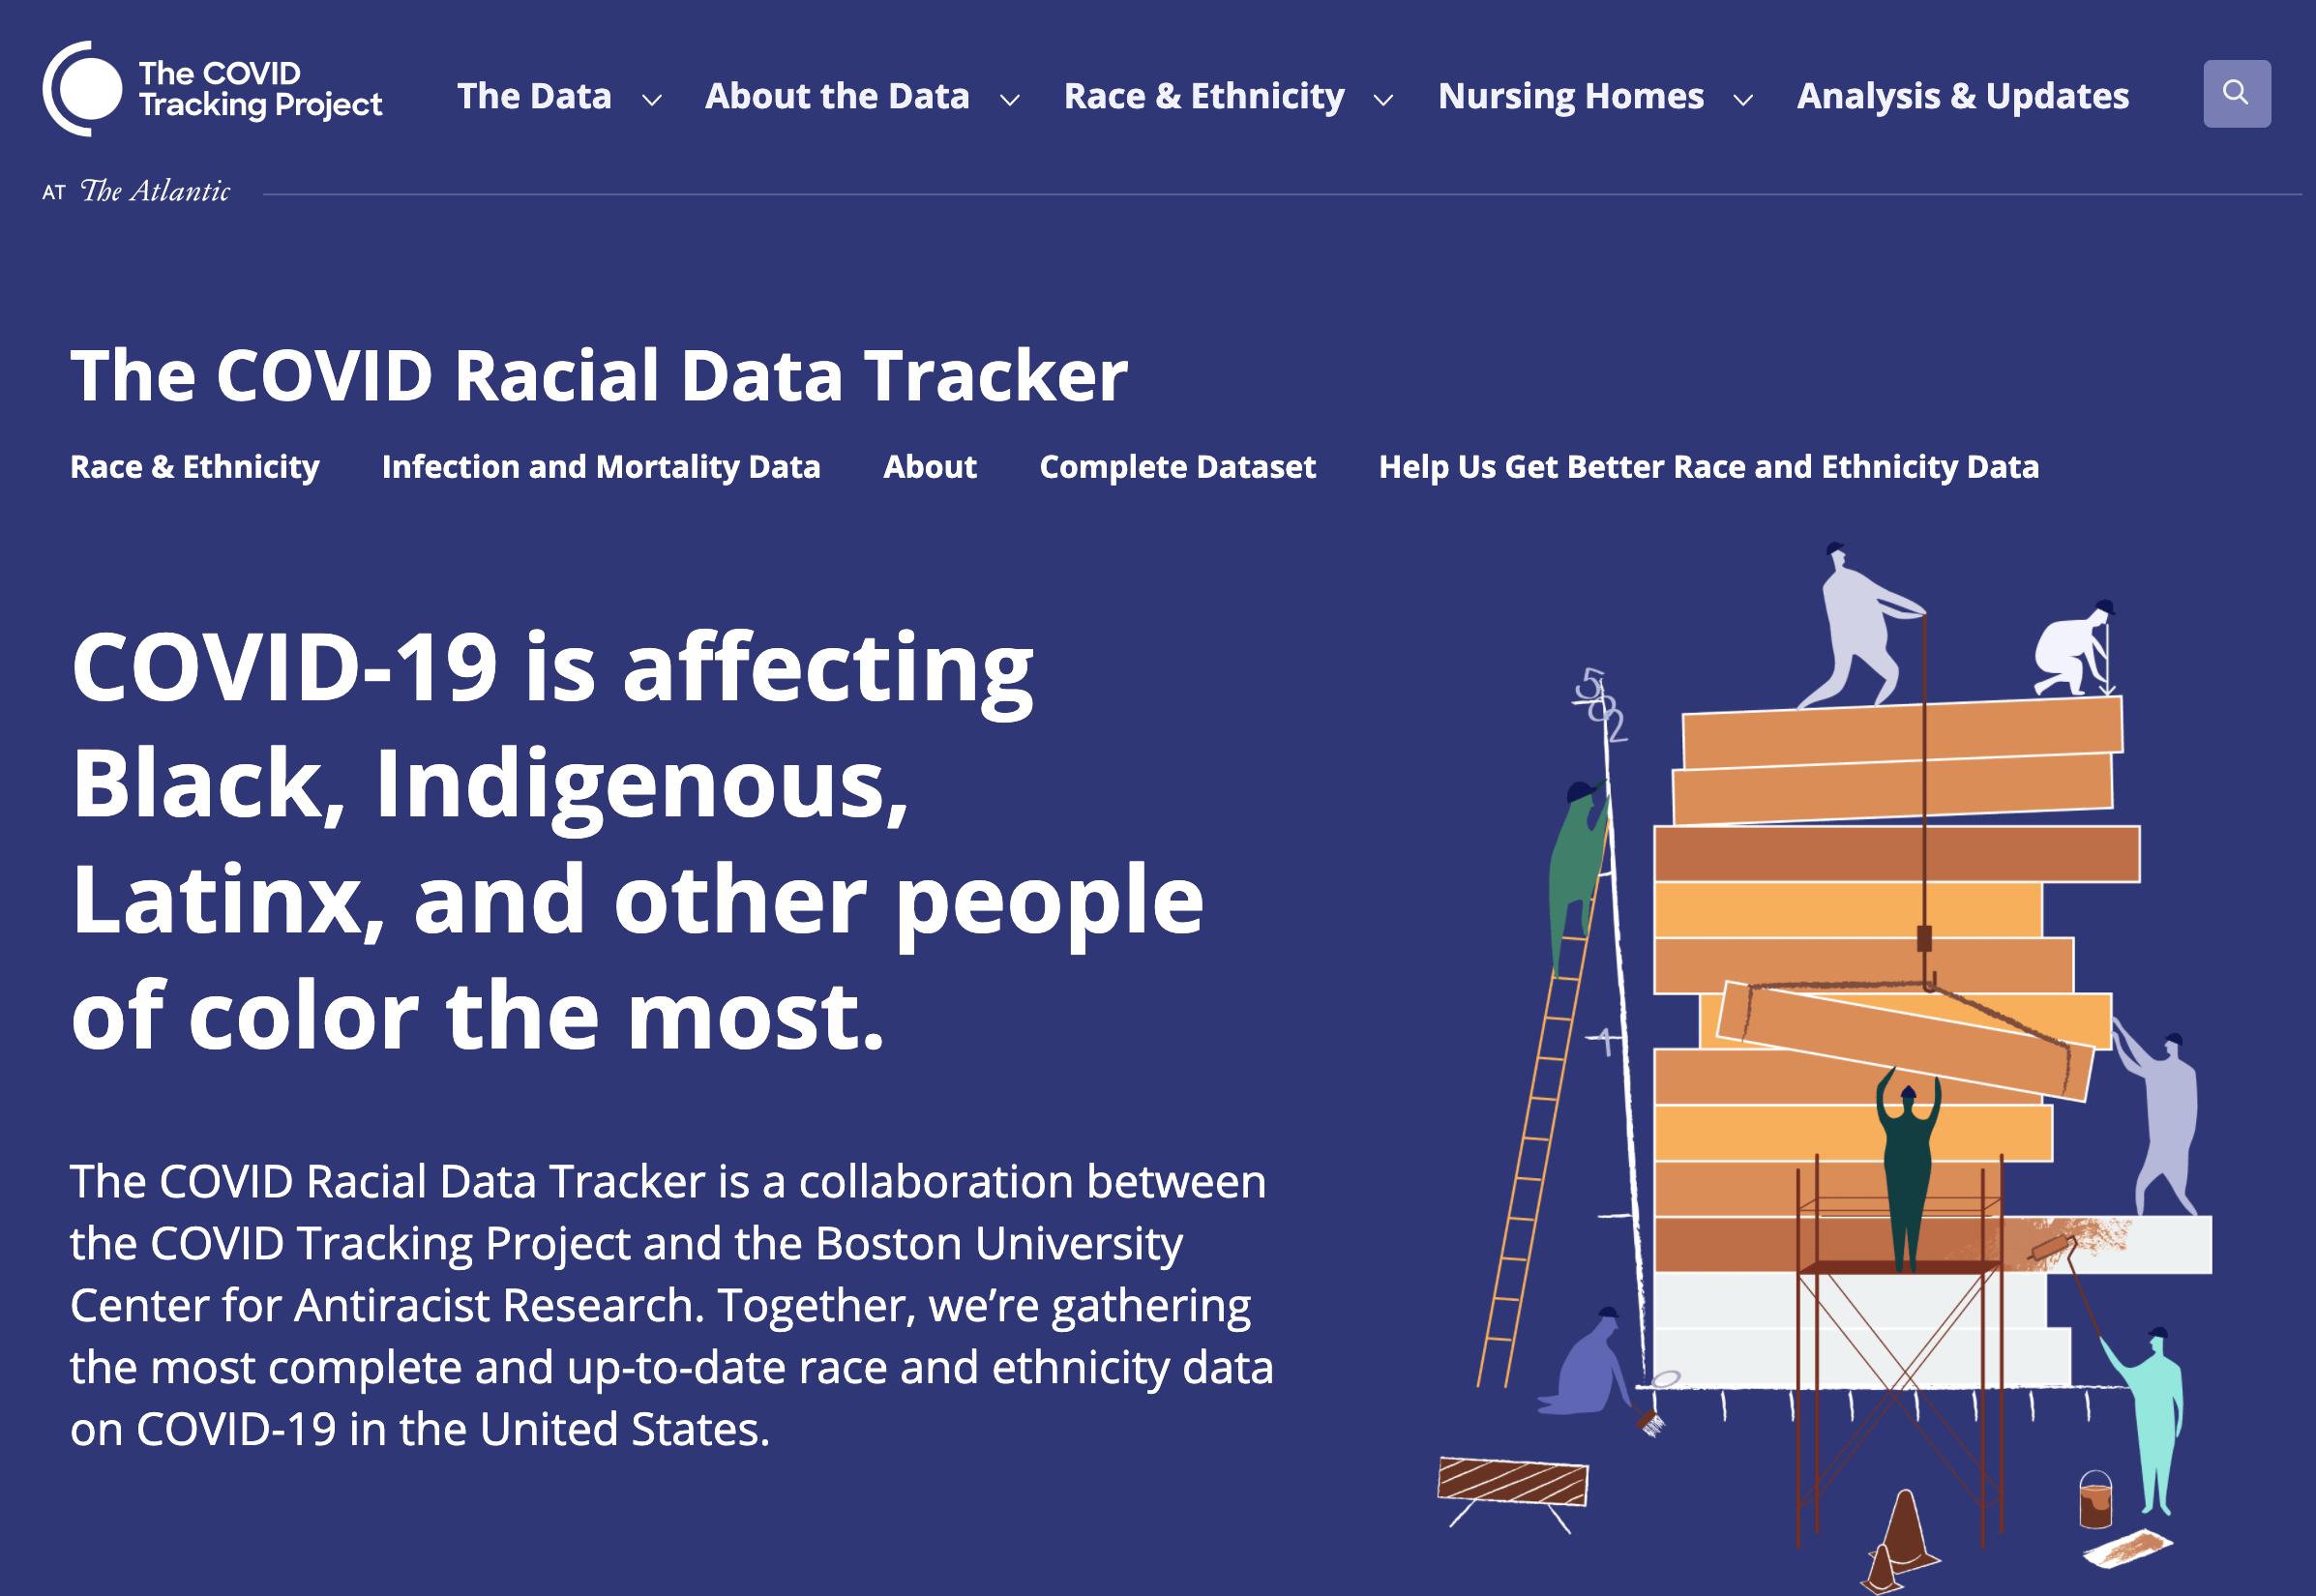 The COVID
Tracking Project
The Data
About the Data
Race & Ethnicity
Nursing Homes
Analysis & Updates
AT The Atlantic
The COVID Racial Data Tracker
Race & Ethnicity
Infection and Mortality Data
About
Complete Dataset
Help Us Get Better Race and Ethnicity Data
COVID-19 is affecting
Black, Indigenous,
Latinx, and other people
of color the most.
The COVID Racial Data Tracker is a collaboration between
the COVID Tracking Project and the Boston University
Center for Antiracist Research. Together, we’re gathering
the most complete and up-to-date race and ethnicity data
on COVID-19 in the United States.
5
8
2
1
0